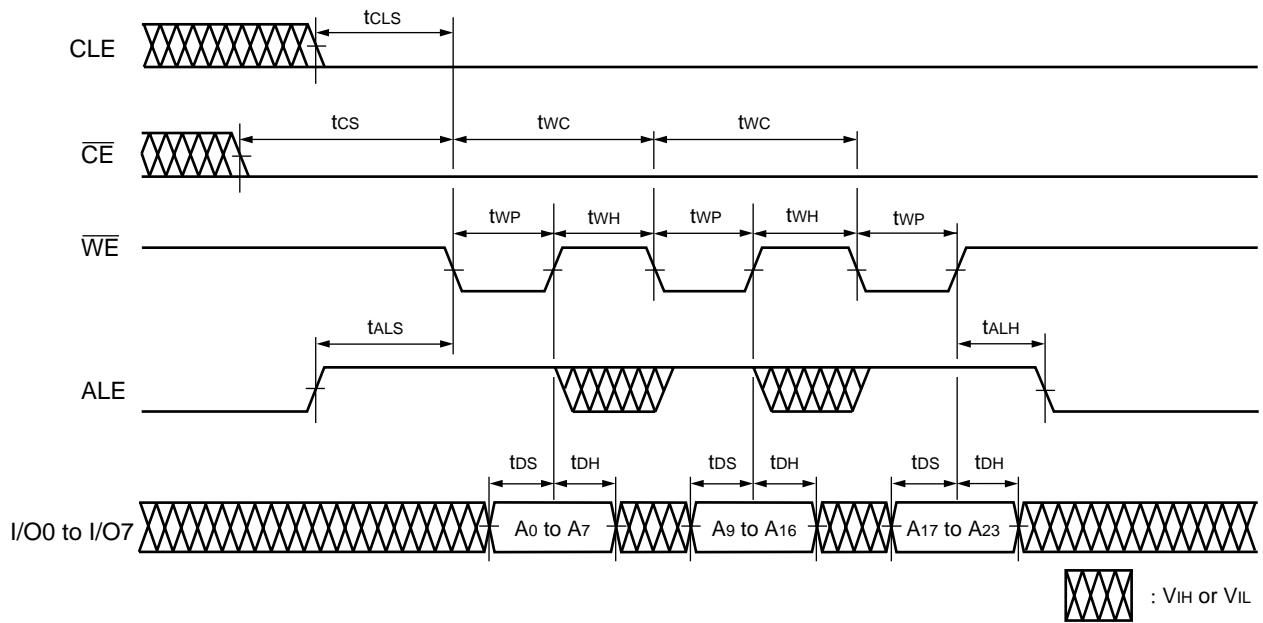 CLE
tCLS
CE
tCS
tWC
tWC
WE
tWP
tWH
tWP
tWH
tWP
ALE
tALS
tALH
tDS
tDH
tDS
tDH
tDS
tDH
I/O0 to I/O7
A0 to A7
A9 to A16
A17 to A23
: VIH or VIL